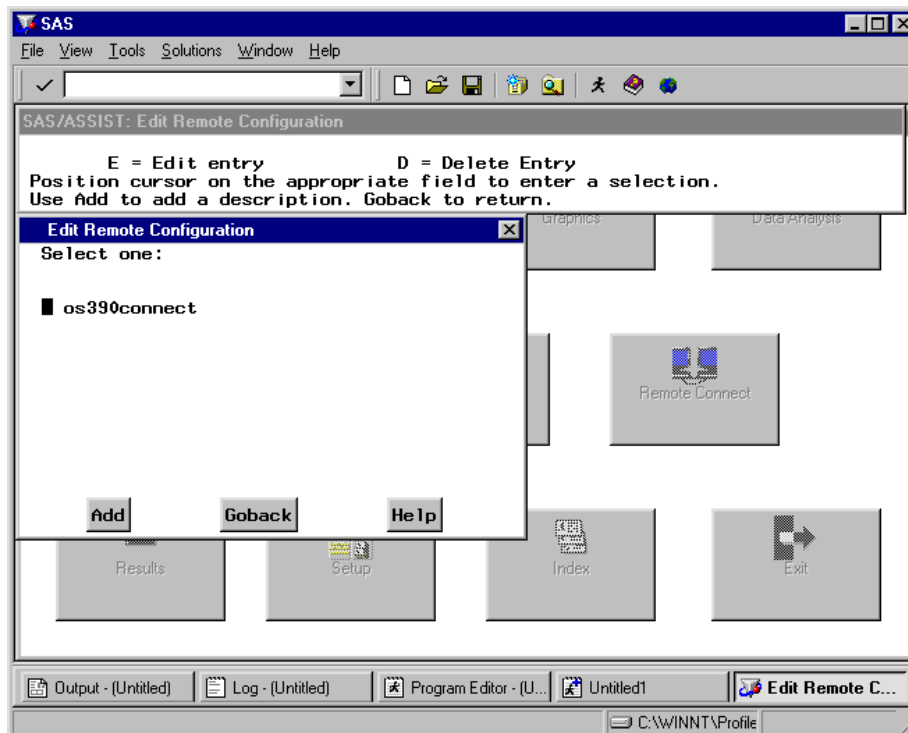 SAS
File View Tools Solutions Window Help
SAS/ASSIST: Edit Remote Configuration
E = Edit entry D = Delete Entry
Position cursor on the appropriate field to enter a selection.
Use Add to add a description. Goback to return.
Graphics Data Analysis
Edit Remote Configuration
Select one:
os390connect
Remote Connect
Add Goback Help
Results Setup Index Exit
Output - (Untitled) Log - (Untitled) Program Editor - (U... Untitled1 Edit Remote C...
C:\WINNT\Profile